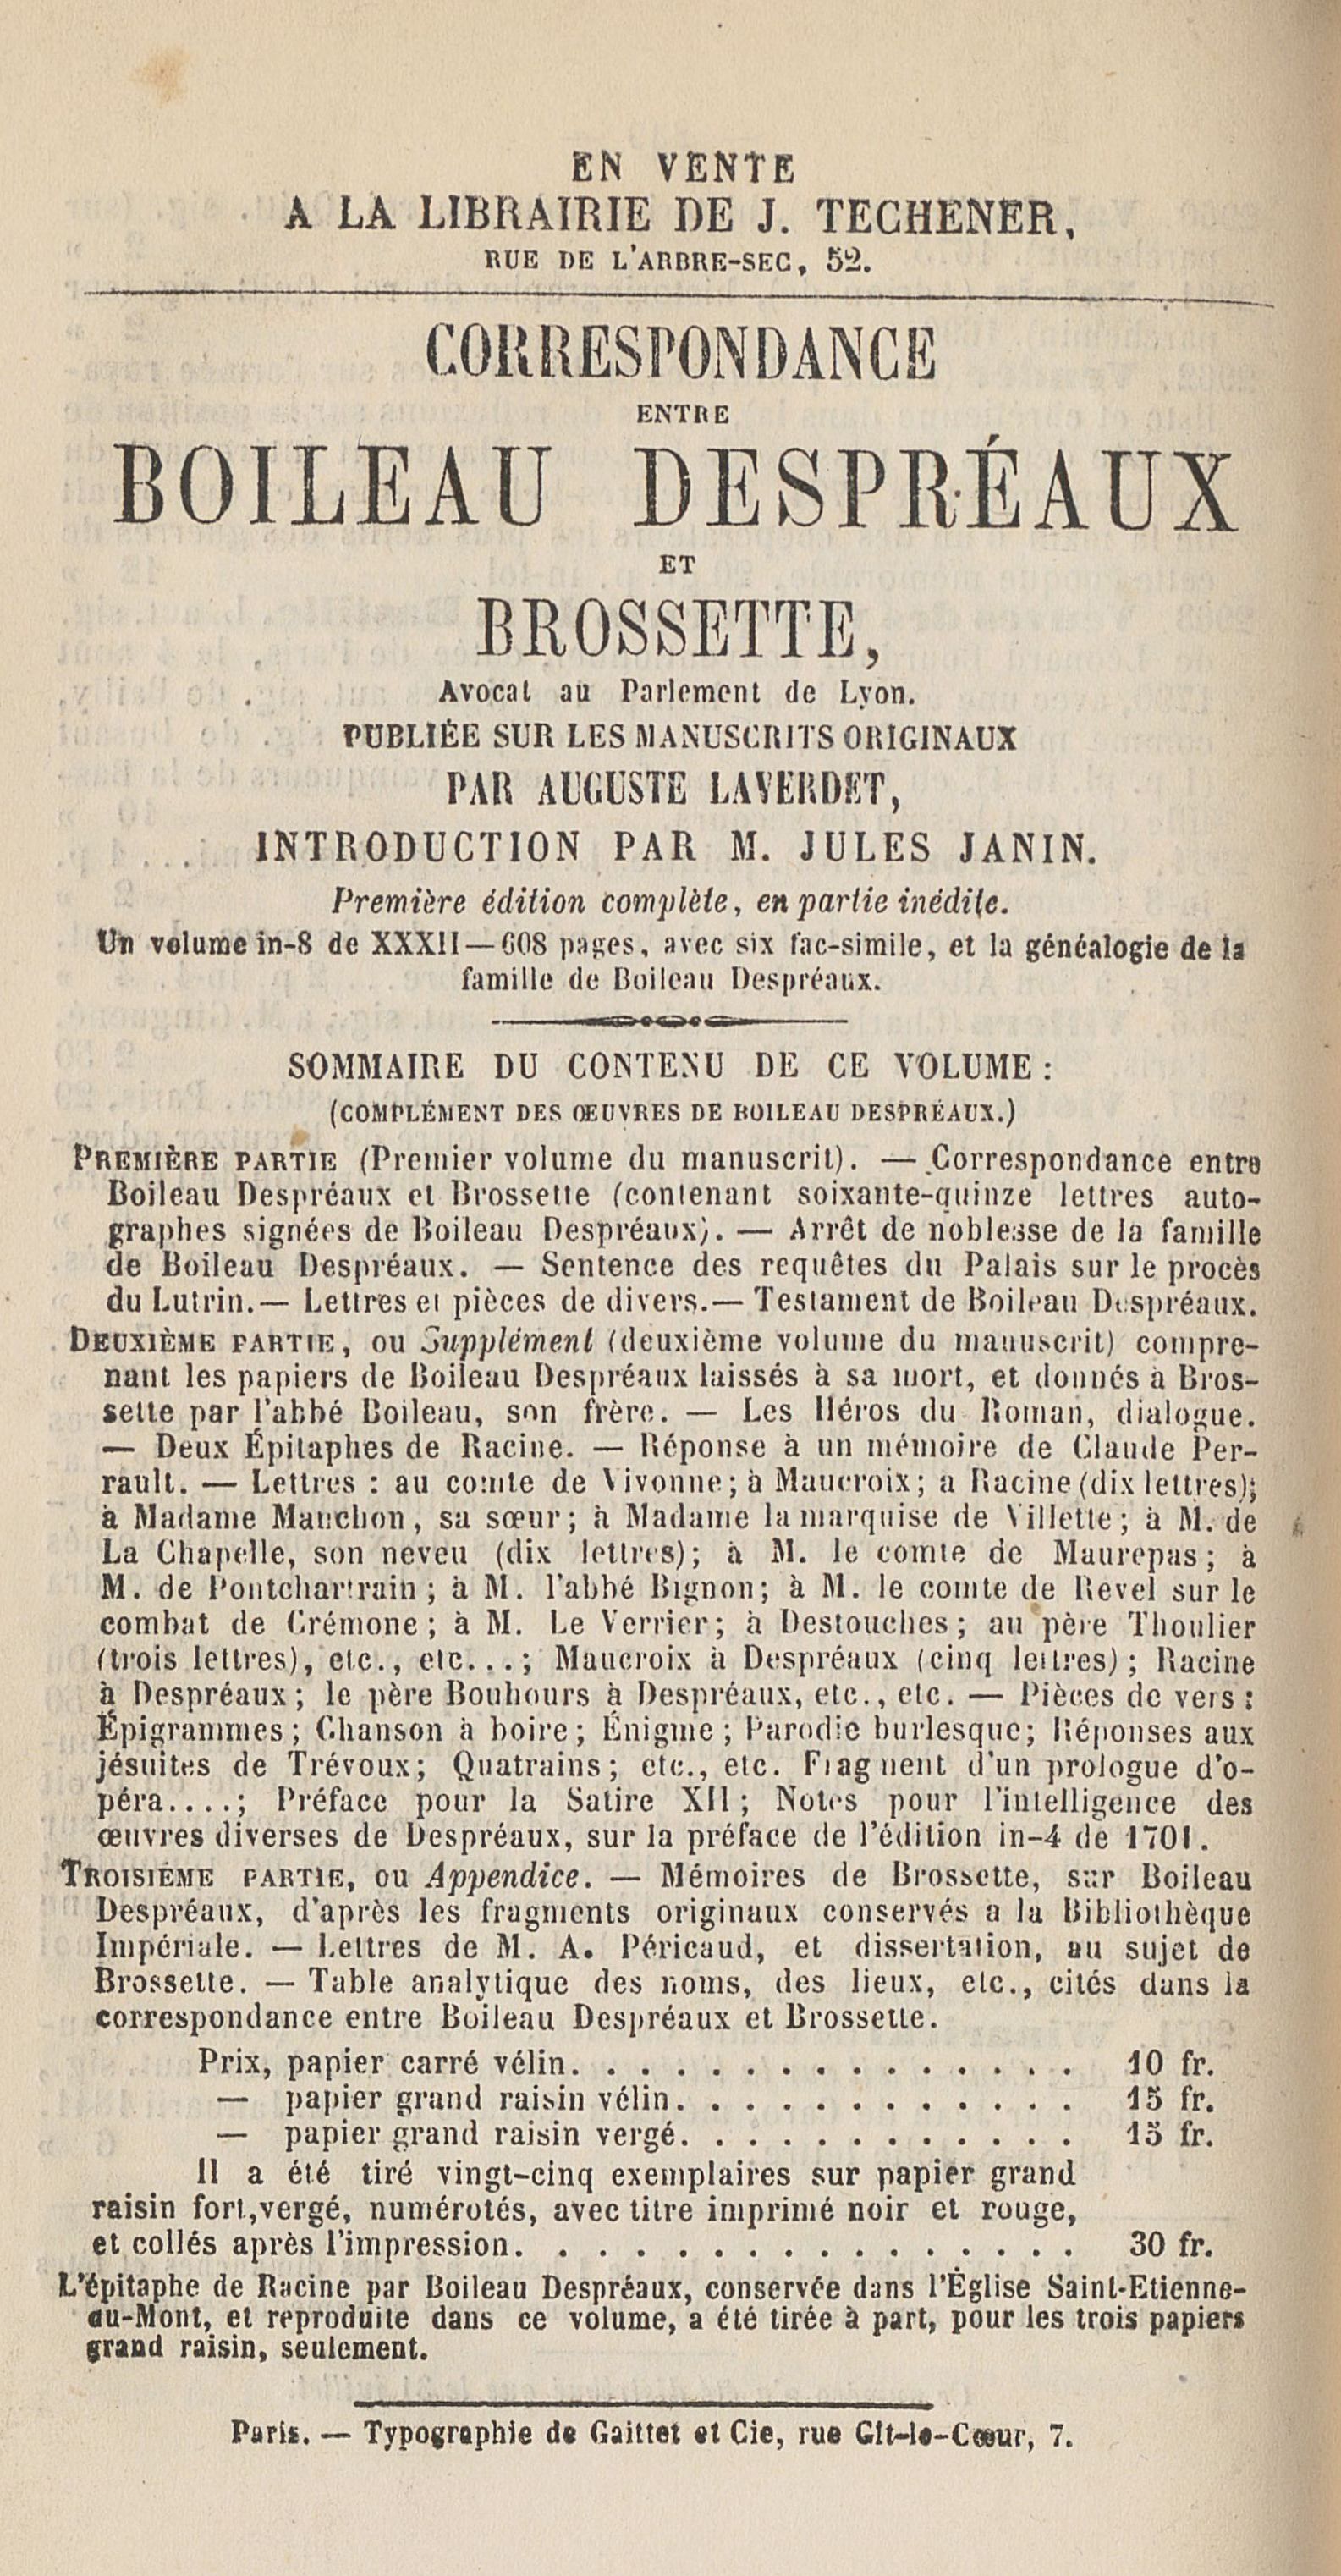 EN VENTE
A LA LIBRAIRIE DE J. TECHENER,
RUE DE L'ARBRE-SEC, 52.
CORRESPONDANCE
ENTRE
BOILEAU DESPRÉAUX
ET
BROSSETTE,
Avocat au Parlement de Lyon.
PUBLIÉE SUR LES MANUSCRITS ORIGINAUX
PAR AUGUSTE LAVERDET,
INTRODUCTION PAR M. JULES JANIN.
Première édition complète, en partie inédite.
Un volume in-8 de XXXII—608 pages, avec six fac-simile, et la généalogie de la
famille de Boileau Despréaux.
SOMMAIRE DU CONTENU DE CE VOLUME :
(COMPLÉMENT DES ŒUVRES DE BOILEAU DESPRÉAUX.)
PREMIÈRE PARTIE (Premier volume du manuscrit). — Correspondance entre
Boileau Despréaux et Brossette (contenant soixante-quinze lettres auto-
graphes signées de Boileau Despréaux). — Arrêt de noblesse de la famille
de Boileau Despréaux. — Sentence des requêtes du Palais sur le procès
du Lutrin.— Lettres et pièces de divers.— Testament de Boileau Despréaux.
DEUXIÈME PARTIE, ou Supplément (deuxième volume du manuscrit) compre-
nant les papiers de Boileau Despréaux laissés à sa mort, et donnés à Bros-
sette par l'abbé Boileau, son frère. — Les Héros du Roman, dialogue.
— Deux Épitaphes de Racine. — Réponse à un mémoire de Claude Per-
rault. — Lettres : au comte de Vivonne; à Maucroix; a Racine (dix lettres);
à Madame Manchon, sa sœur; à Madame la marquise de Villette; à M. de
La Chapelle, son neveu (dix lettres); à M. le comte de Maurepas; à
M. de Pontchartrain; à M. l'abbé Bignon; à M. le comte de Revel sur le
combat de Crémone; à M. Le Verrier; à Destouches; au père Thoulier
(trois lettres), etc., etc...; Maucroix à Despréaux (cinq lettres); Racine
à Despréaux; le père Bouhours à Despréaux, etc., etc. — Pièces de vers :
Épigrammes; Chanson à boire; Énigme; Parodie burlesque; Réponses aux
jésuites de Trévoux; Quatrains; etc., etc. Fragment d'un prologue d'o-
péra....; Préface pour la Satire XII; Notes pour l'intelligence des
œuvres diverses de Despréaux, sur la préface de l'édition in-4 de 1701.
TROISIÈME PARTIE, ou Appendice. — Mémoires de Brossette, sur Boileau
Despréaux, d'après les fragments originaux conservés a la Bibliothèque
Impériale. — Lettres de M. A. Péricaud, et dissertation, au sujet de
Brossette. — Table analytique des noms, des lieux, etc., cités dans la
correspondance entre Boileau Despréaux et Brossette.
Prix, papier carré vélin. . . . . . . . . . . . . . . . 10 fr.
— papier grand raisin vélin. . . . . . . . . . . . . 15 fr.
— papier grand raisin vergé. . . . . . . . . . . . . 15 fr.
Il a été tiré vingt-cinq exemplaires sur papier grand
raisin fort, vergé, numérotés, avec titre imprimé noir et rouge,
et collés après l'impression. . . . . . . . . . . . . . . . . 30 fr.
L'épitaphe de Racine par Boileau Despréaux, conservée dans l'Église Saint-Etienne-
au-Mont, et reproduite dans ce volume, a été tirée à part, pour les trois papiers
grand raisin, seulement.
Paris. — Typographie de Gaittet et Cie, rue Gît-le-Cœur, 7.